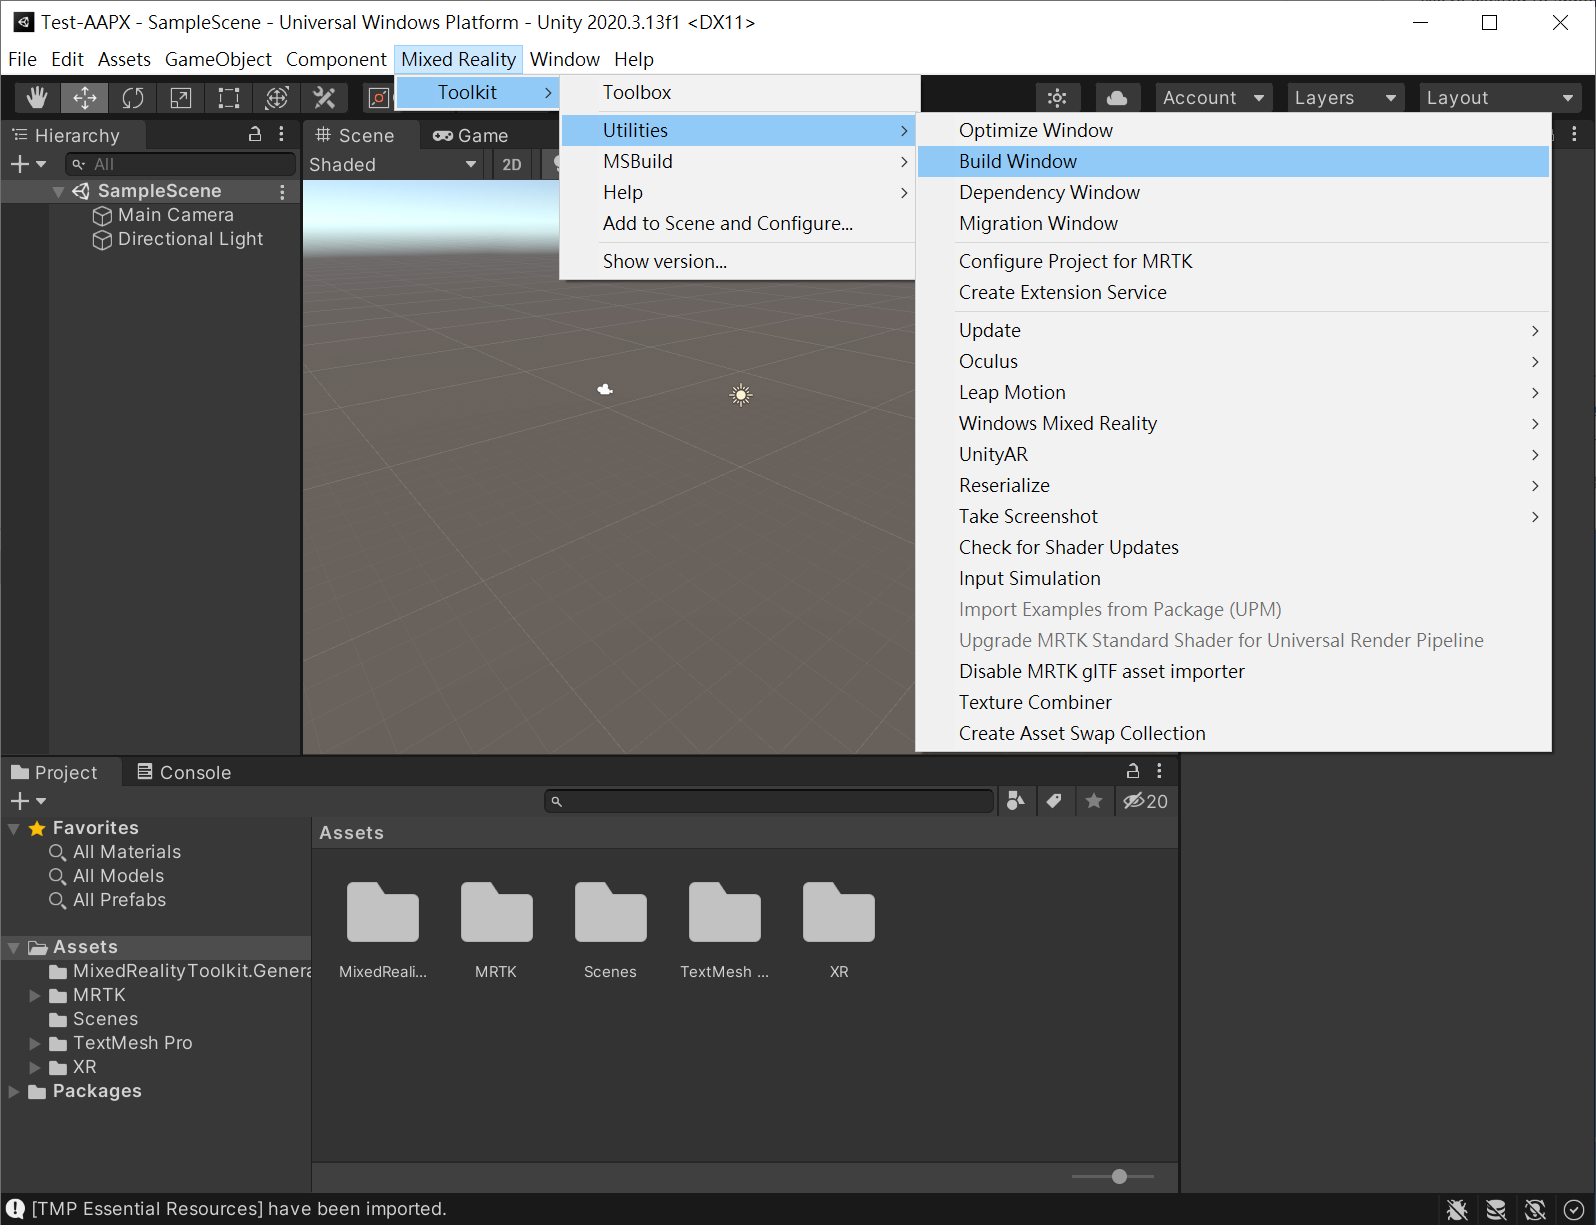 Test-AAPX - SampleScene - Universal Windows Platform - Unity 2020.3.13f1 <DX11>
File Edit Assets GameObject Component Mixed Reality Window Help
Toolkit
Toolbox
Utilities
MSBuild
Help
Add to Scene and Configure...
Show version...
Optimize Window
Build Window
Dependency Window
Migration Window
Configure Project for MRTK
Create Extension Service
Update
Oculus
Leap Motion
Windows Mixed Reality
UnityAR
Reserialize
Take Screenshot
Check for Shader Updates
Input Simulation
Import Examples from Package (UPM)
Upgrade MRTK Standard Shader for Universal Render Pipeline
Disable MRTK glTF asset importer
Texture Combiner
Create Asset Swap Collection
Account
Layers
Layout
Hierarchy
All
SampleScene
Main Camera
Directional Light
Scene
Game
Shaded
2D
Project
Console
20
Favorites
All Materials
All Models
All Prefabs
Assets
MixedRealityToolkit.Genera
MRTK
Scenes
TextMesh Pro
XR
Packages
Assets
MixedReali...
MRTK
Scenes
TextMesh ...
XR
[TMP Essential Resources] have been imported.